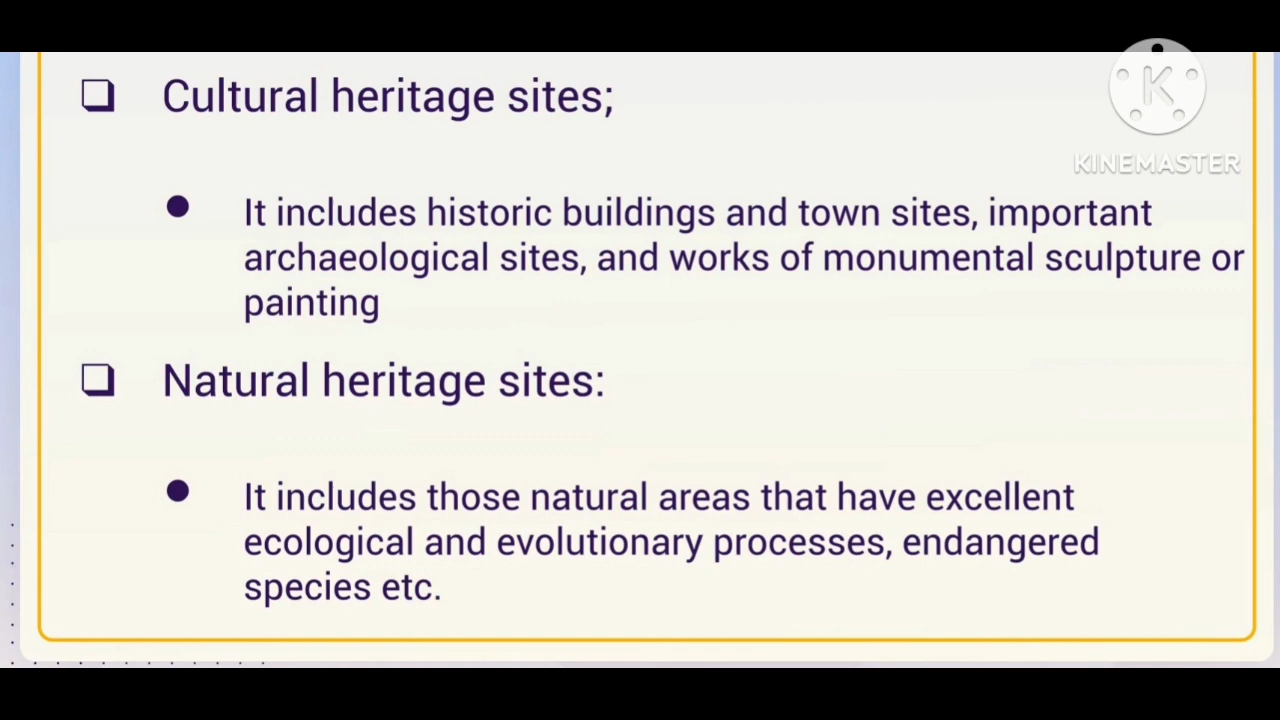 Cultural heritage sites;
KINEMASTER
It includes historic buildings and town sites, important
archaeological sites, and works of monumental sculpture or
painting
Natural heritage sites:
It includes those natural areas that have excellent
ecological and evolutionary processes, endangered
species etc.